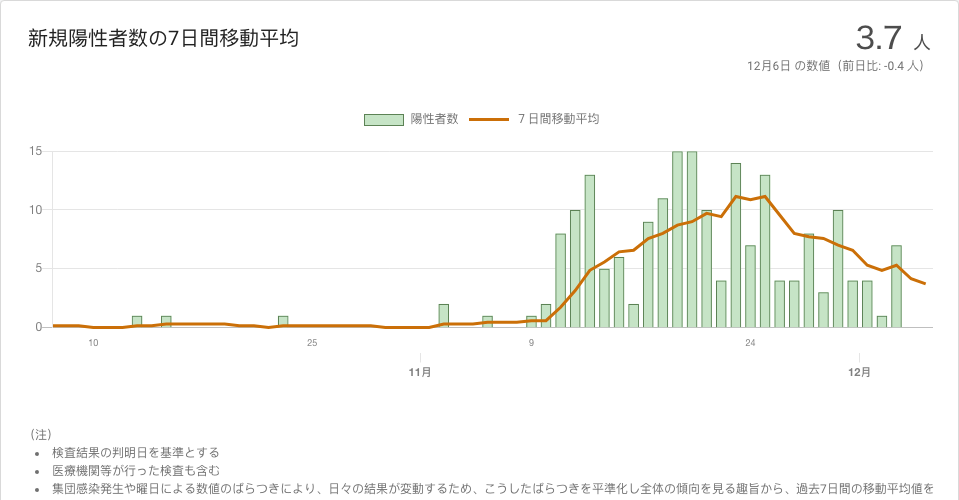 新規陽性者数の7日間移動平均
3.7 人
12月6日 の数値（前日比: -0.4 人）
陽性者数 7 日間移動平均
15
10
5
0
10 25 9 24
11月 12月
（注）
• 検査結果の判明日を基準とする
• 医療機関等が行った検査も含む
• 集団感染発生や曜日による数値のばらつきにより、日々の結果が変動するため、こうしたばらつきを平準化し全体の傾向を見る趣旨から、過去7日間の移動平均値を